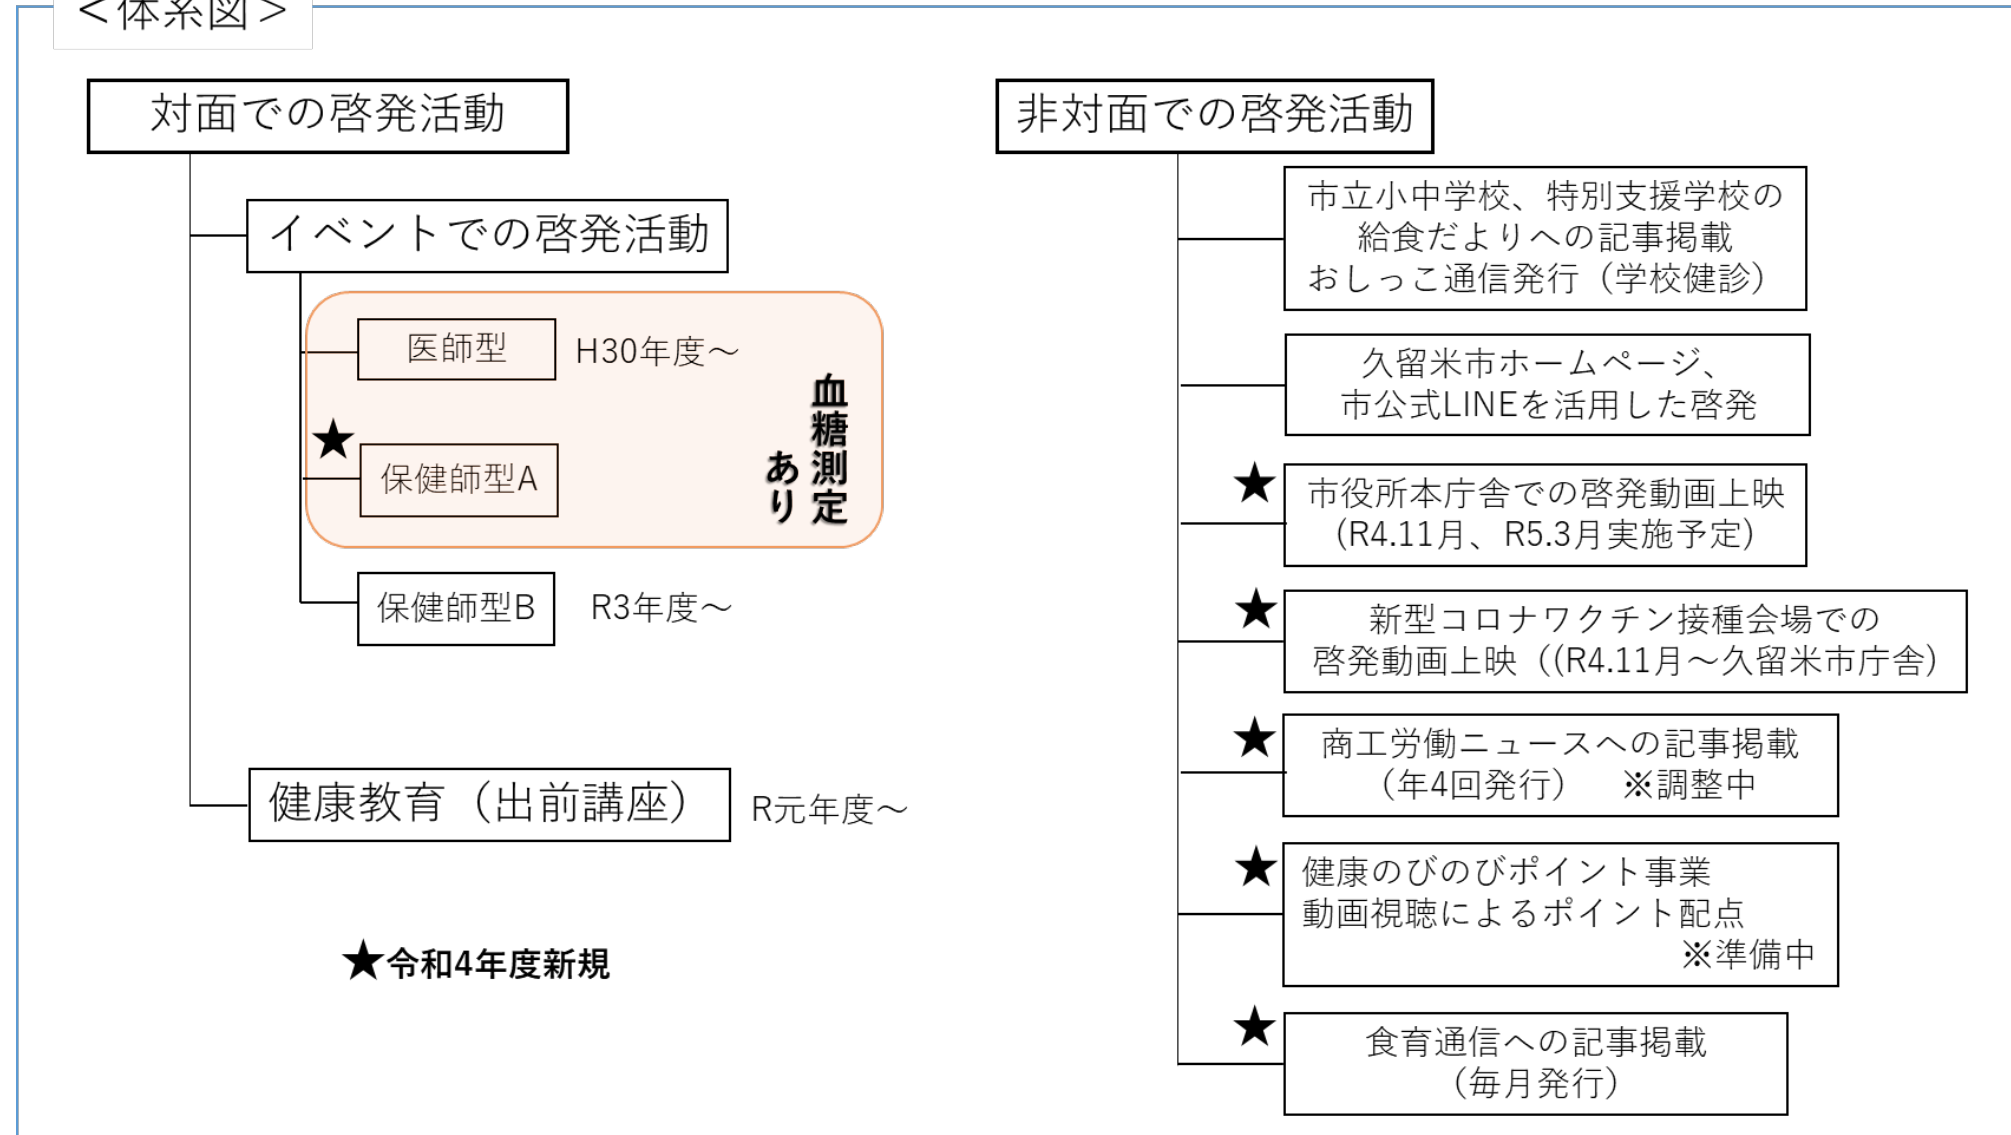 ＜体系図＞
対面での啓発活動
イベントでの啓発活動
医師型 H30年度～
★
保健師型A
血糖測定
あり
保健師型B R3年度～
健康教育（出前講座） R元年度～
★令和4年度新規
非対面での啓発活動
市立小中学校、特別支援学校の
給食だよりへの記事掲載
おしっこ通信発行（学校健診）
久留米市ホームページ、
市公式LINEを活用した啓発
★
市役所本庁舎での啓発動画上映
（R4.11月、R5.3月実施予定）
★
新型コロナワクチン接種会場での
啓発動画上映（(R4.11月～久留米市庁舎）
★
商工労働ニュースへの記事掲載
（年4回発行） ※調整中
★
健康のびのびポイント事業
動画視聴によるポイント配点
※準備中
★
食育通信への記事掲載
（毎月発行）